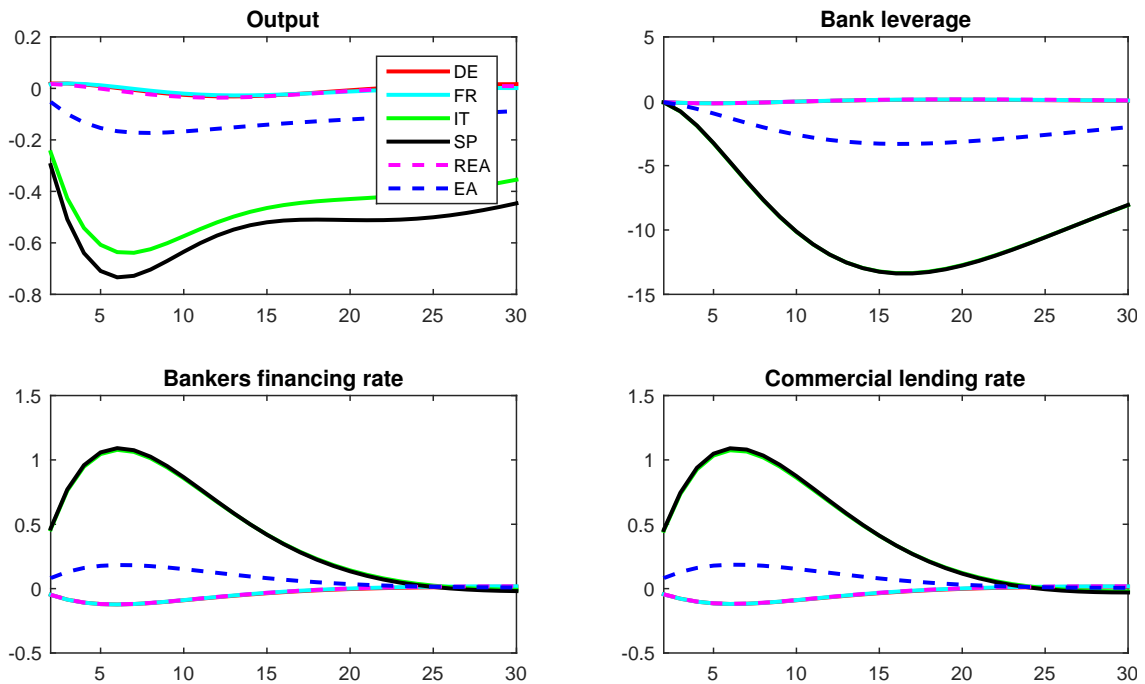 Output
0.2
0
-0.2
-0.4
-0.6
-0.8
5 10 15 20 25 30
DE
FR
IT
SP
REA
EA
Bank leverage
5
0
-5
-10
-15
5 10 15 20 25 30
Bankers financing rate
1.5
1
0.5
0
-0.5
5 10 15 20 25 30
Commercial lending rate
1.5
1
0.5
0
-0.5
5 10 15 20 25 30